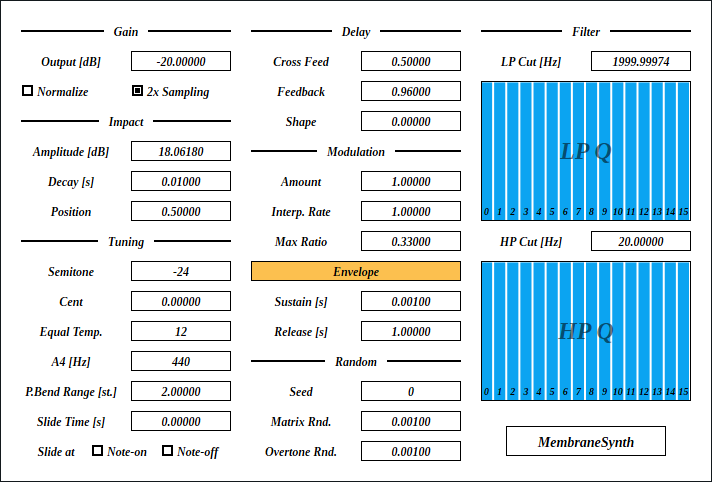 Gain
Output [dB] -20.00000
Normalize 2x Sampling
Impact
Amplitude [dB] 18.06180
Decay [s] 0.01000
Position 0.50000
Tuning
Semitone -24
Cent 0.00000
Equal Temp. 12
A4 [Hz] 440
P.Bend Range [st.] 2.00000
Slide Time [s] 0.00000
Slide at Note-on Note-off
Delay
Cross Feed 0.50000
Feedback 0.96000
Shape 0.00000
Modulation
Amount 1.00000
Interp. Rate 1.00000
Max Ratio 0.33000
Envelope
Sustain [s] 0.00100
Release [s] 1.00000
Random
Seed 0
Matrix Rnd. 0.00100
Overtone Rnd. 0.00100
Filter
LP Cut [Hz] 1999.99974
LP Q
0 1 2 3 4 5 6 7 8 9 10 11 12 13 14 15
HP Cut [Hz] 20.00000
HP Q
0 1 2 3 4 5 6 7 8 9 10 11 12 13 14 15
MembraneSynth